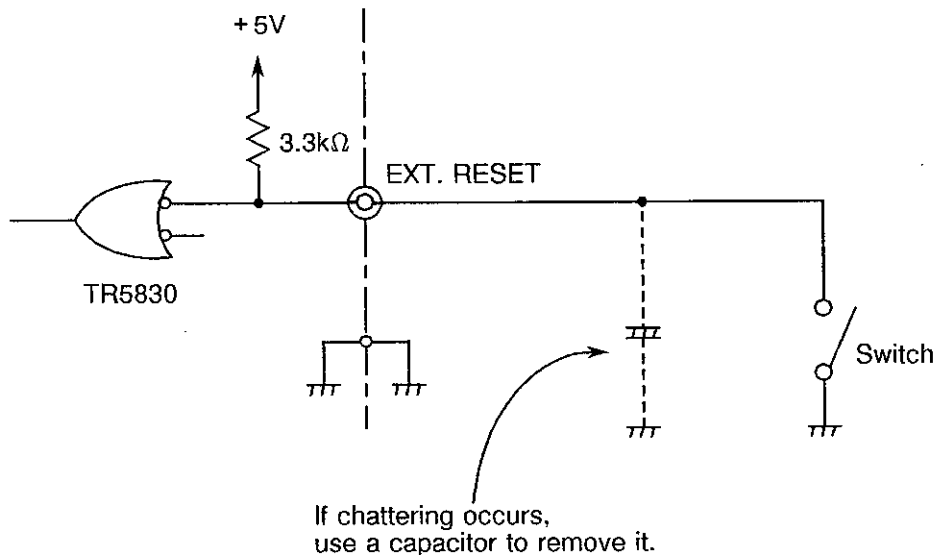 +5V
3.3kΩ
EXT. RESET
TR5830
Switch
If chattering occurs,
use a capacitor to remove it.